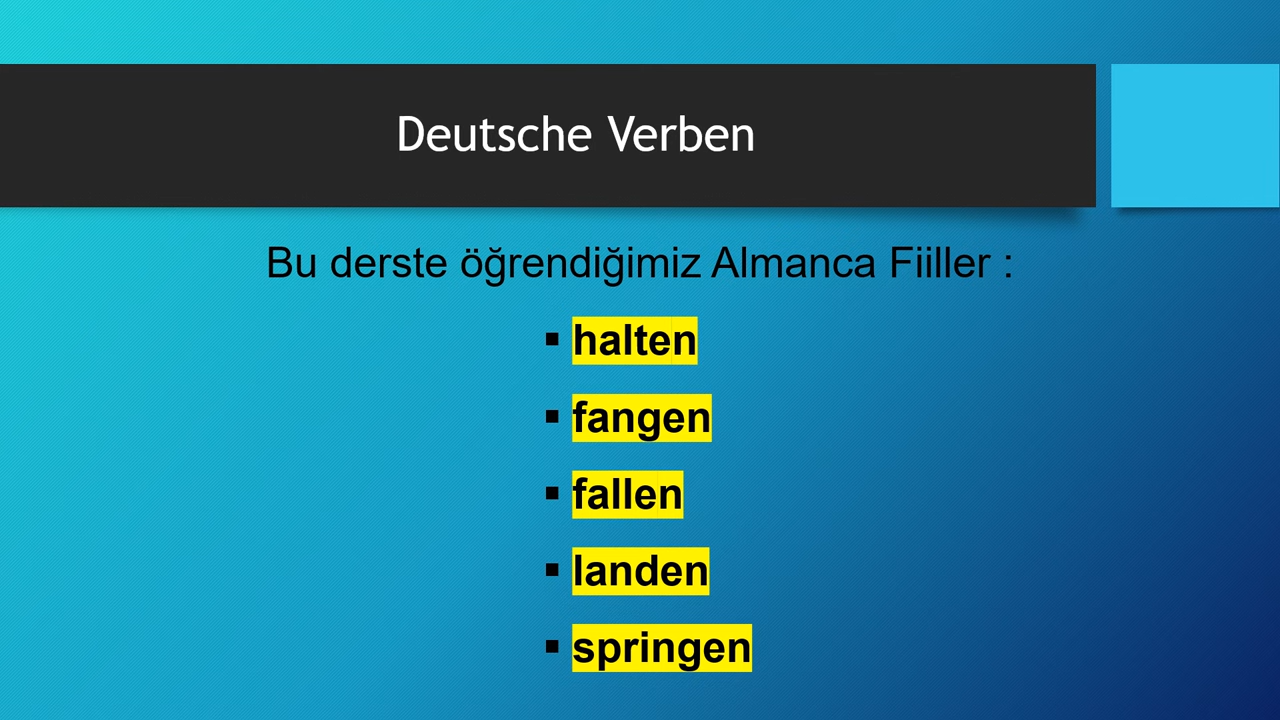 Deutsche Verben
Bu derste öğrendiğimiz Almanca Fiiller :
▪ halten
▪ fangen
▪ fallen
▪ landen
▪ springen